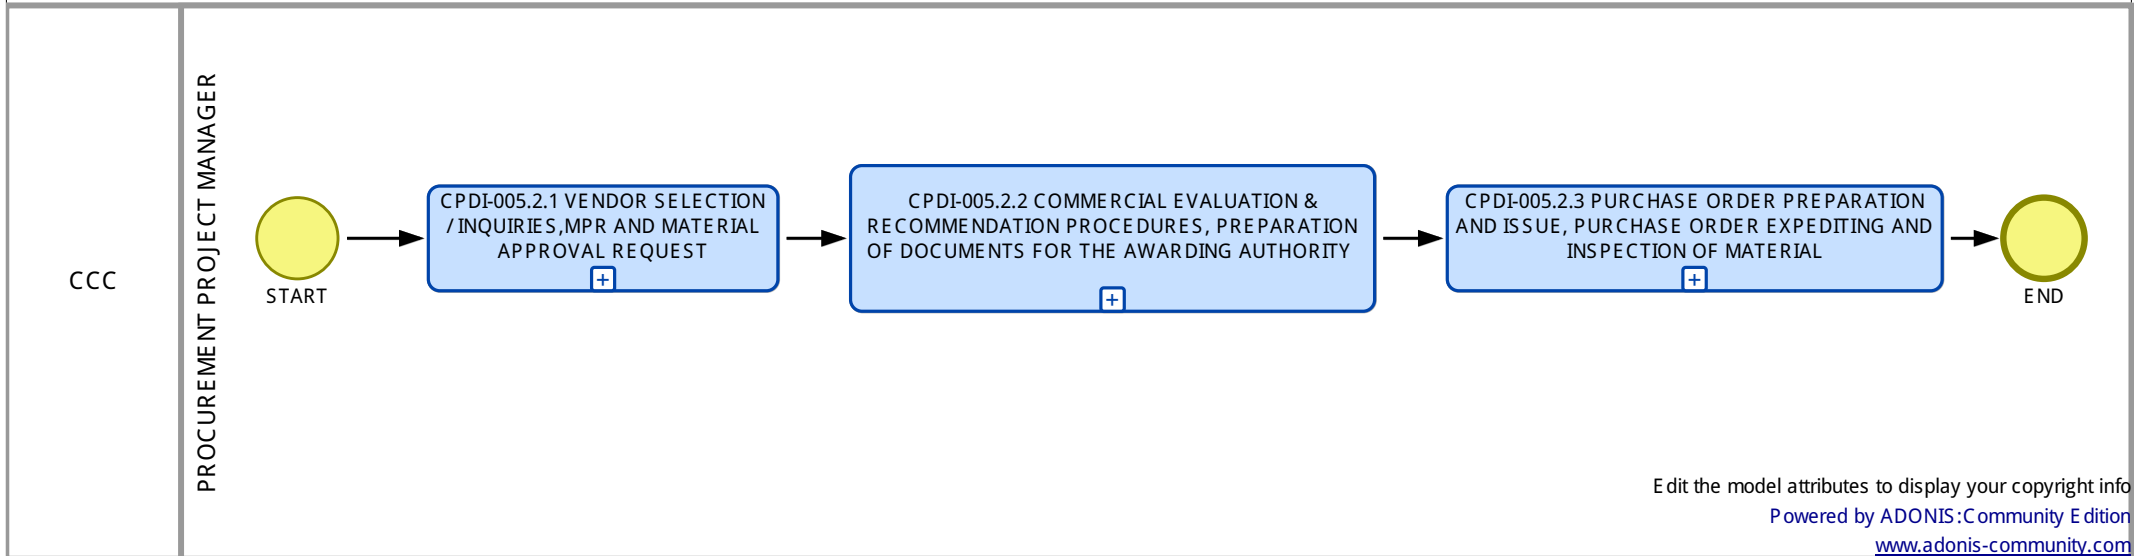 CCC
PROCUREMENT PROJECT MANAGER
START
CPDI-005.2.1 VENDOR SELECTION
/ INQUIRIES,MPR AND MATERIAL
APPROVAL REQUEST
+
CPDI-005.2.2 COMMERCIAL EVALUATION &
RECOMMENDATION PROCEDURES, PREPARATION
OF DOCUMENTS FOR THE AWARDING AUTHORITY
+
CPDI-005.2.3 PURCHASE ORDER PREPARATION
AND ISSUE, PURCHASE ORDER EXPEDITING AND
INSPECTION OF MATERIAL
+
END
Edit the model attributes to display your copyright info
Powered by ADONIS:Community Edition
www.adonis-community.com